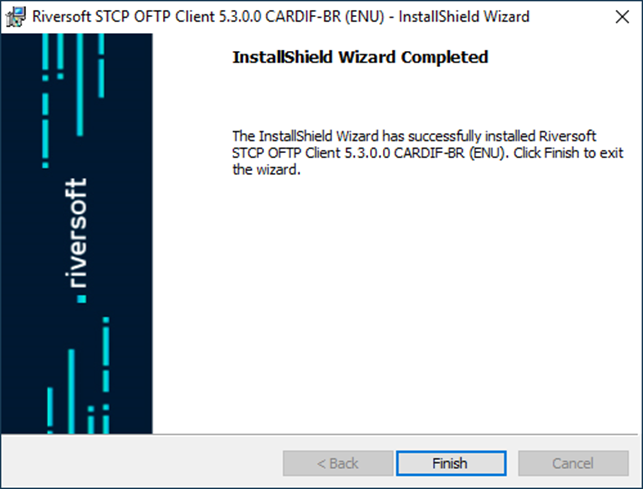 Riversoft STCP OFTP Client 5.3.0.0 CARDIF-BR (ENU) - InstallShield Wizard
InstallShield Wizard Completed
The InstallShield Wizard has successfully installed Riversoft
STCP OFTP Client 5.3.0.0 CARDIF-BR (ENU). Click Finish to exit
the wizard.
riversoft
< Back
Finish
Cancel